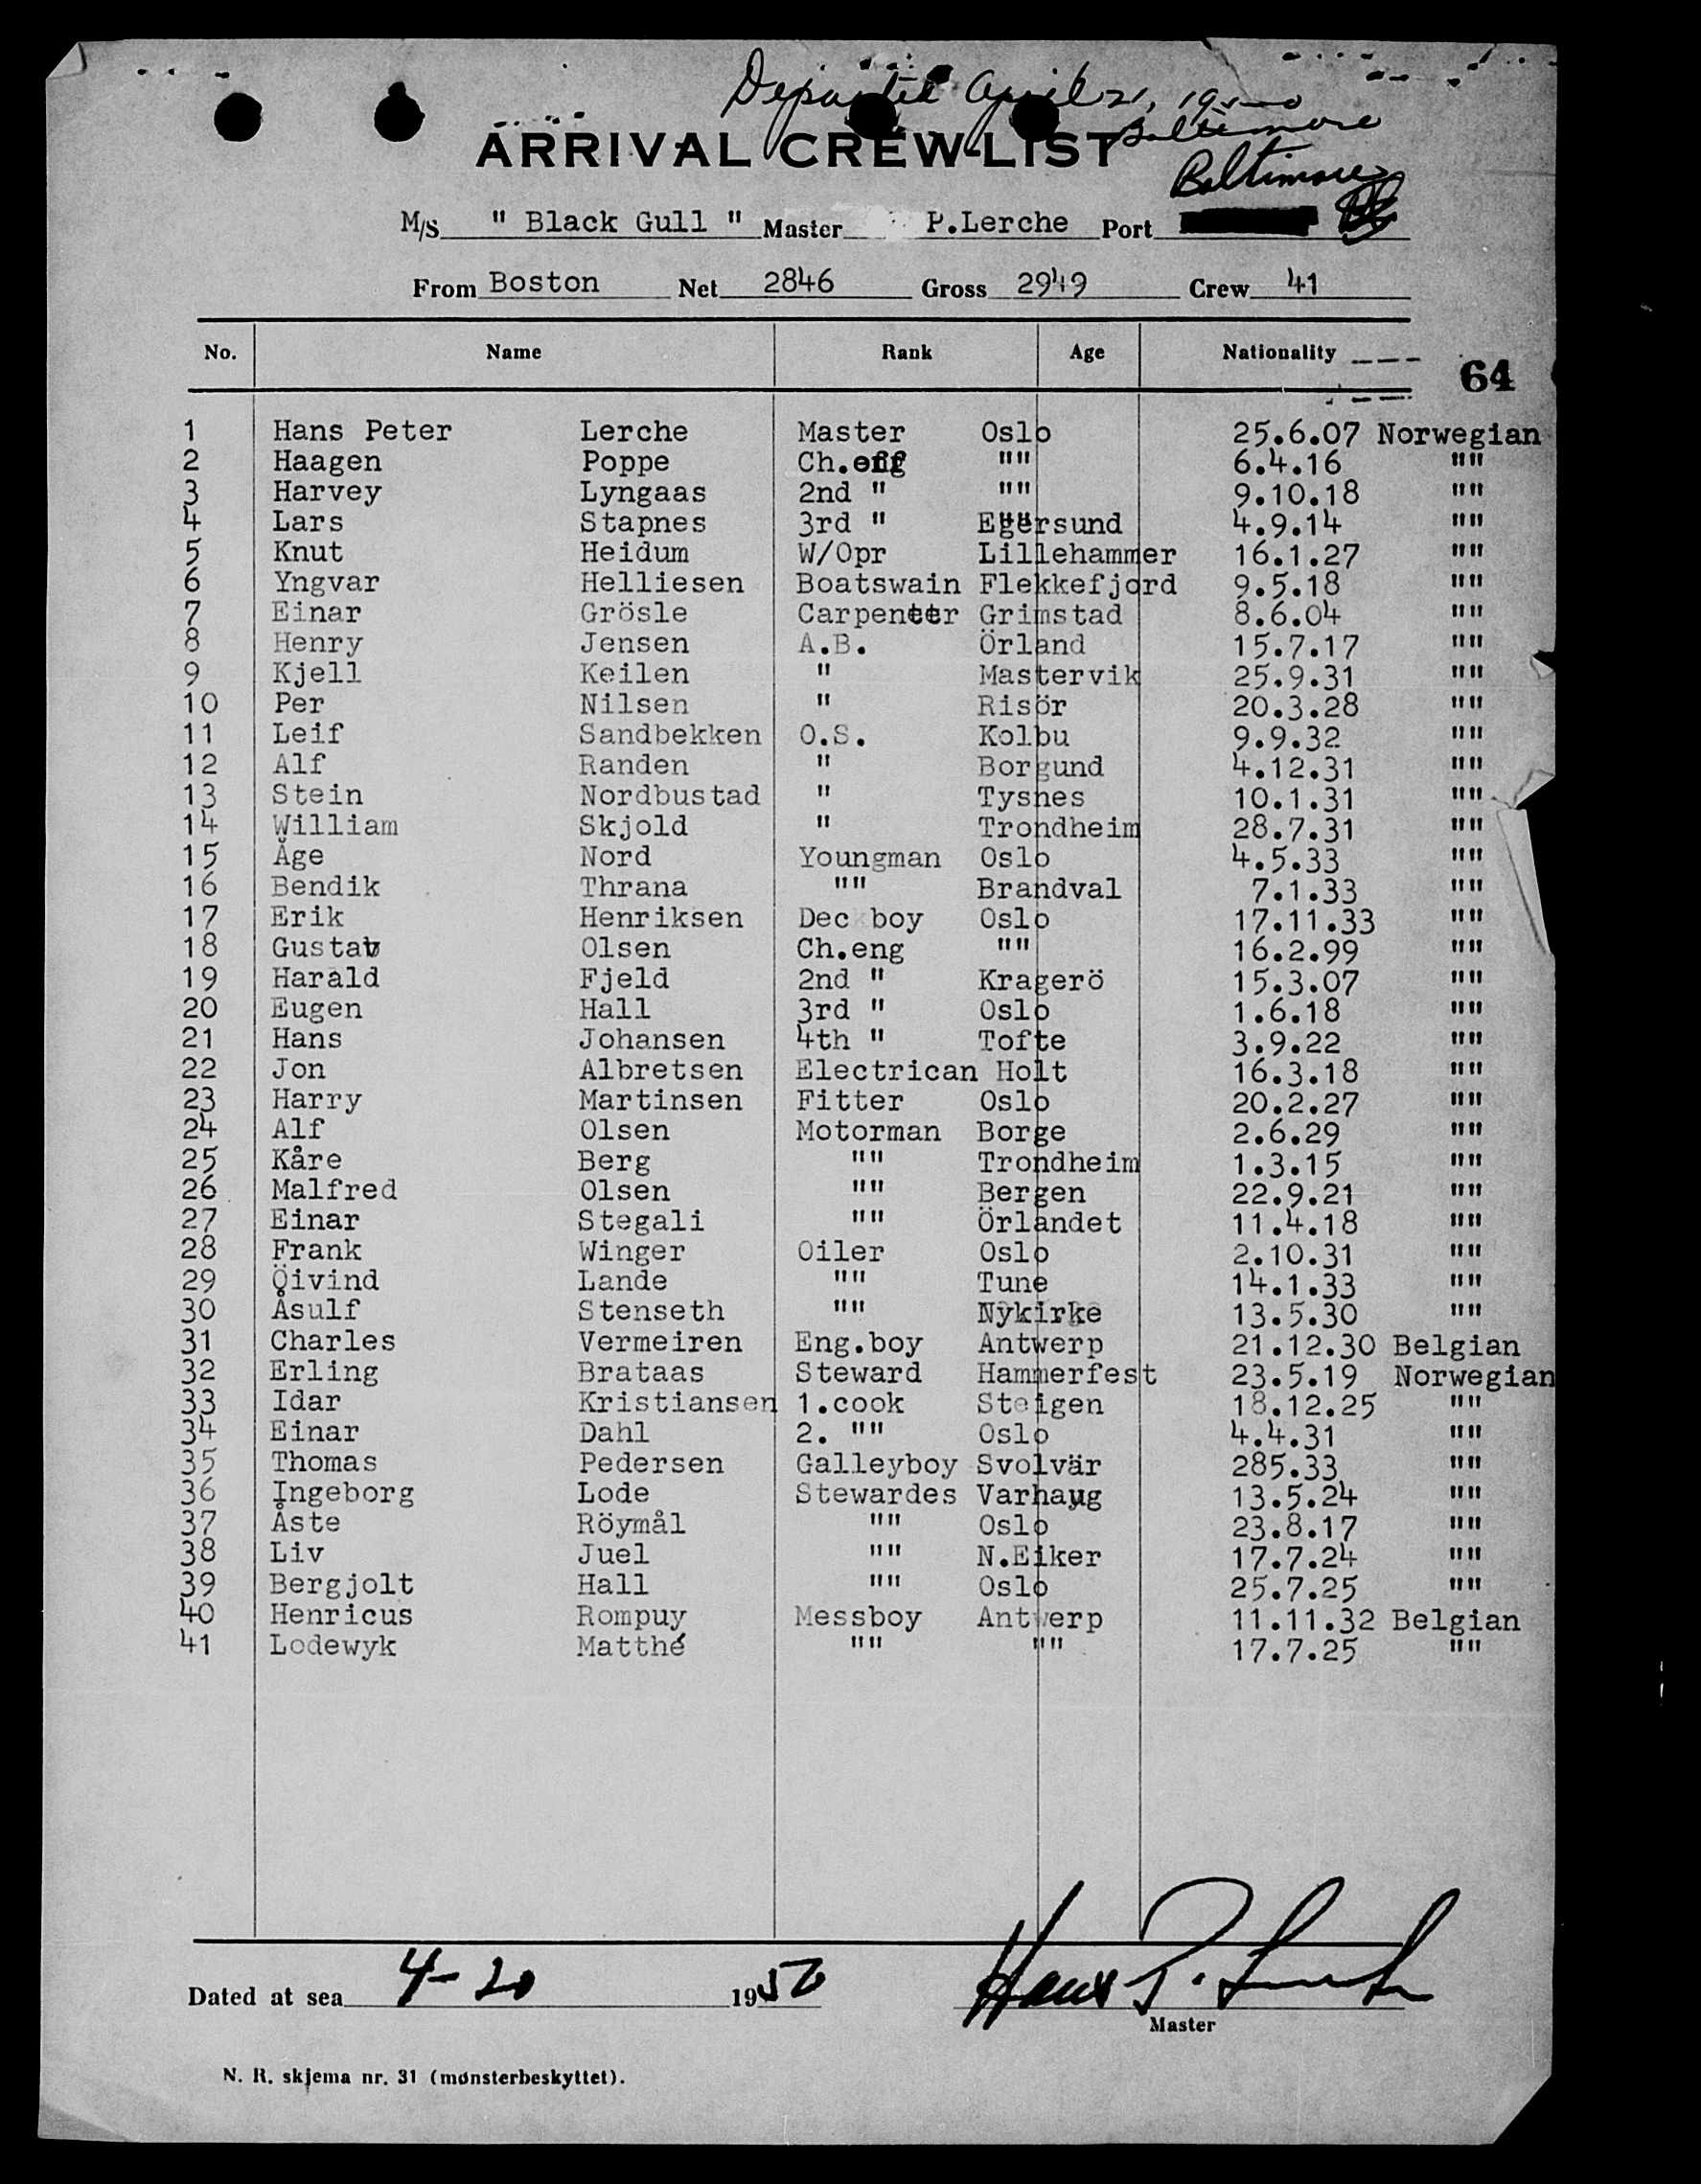 Departed April 21, 1950
Baltimore
ARRIVAL CREW LIST
Baltimore
M/S " Black Gull " Master P.Lerche Port
From Boston Net 2846 Gross 2949 Crew 41
No. Name Rank Age Nationality
64
1 Hans Peter Lerche Master Oslo 25.6.07 Norwegian
2 Haagen Poppe Ch.off "" 6.4.16 ""
3 Harvey Lyngaas 2nd " "" 9.10.18 ""
4 Lars Stapnes 3rd " Egersund 4.9.14 ""
5 Knut Heidum W/Opr Lillehammer 16.1.27 ""
6 Yngvar Helliesen Boatswain Flekkefjord 9.5.18 ""
7 Einar Grösle Carpenter Grimstad 8.6.04 ""
8 Henry Jensen A.B. Örland 15.7.17 ""
9 Kjell Keilen " Mastervik 25.9.31 ""
10 Per Nilsen " Risör 20.3.28 ""
11 Leif Sandbekken O.S. Kolbu 9.9.32 ""
12 Alf Randen " Borgund 4.12.31 ""
13 Stein Nordbustad " Tysnes 10.1.31 ""
14 William Skjold " Trondheim 28.7.31 ""
15 Åge Nord Youngman Oslo 4.5.33 ""
16 Bendik Thrana "" Brandval 7.1.33 ""
17 Erik Henriksen Deckboy Oslo 17.11.33 ""
18 Gustav Olsen Ch.eng "" 16.2.99 ""
19 Harald Fjeld 2nd " Kragerö 15.3.07 ""
20 Eugen Hall 3rd " Oslo 1.6.18 ""
21 Hans Johansen 4th " Tofte 3.9.22 ""
22 Jon Albretsen Electrican Holt 16.3.18 ""
23 Harry Martinsen Fitter Oslo 20.2.27 ""
24 Alf Olsen Motorman Borge 2.6.29 ""
25 Kåre Berg "" Trondheim 1.3.15 ""
26 Malfred Olsen "" Bergen 22.9.21 ""
27 Einar Stegali "" Örlandet 11.4.18 ""
28 Frank Winger Oiler Oslo 2.10.31 ""
29 Öivind Lande "" Tune 14.1.33 ""
30 Åsulf Stenseth "" Nykirke 13.5.30 ""
31 Charles Vermeiren Eng.boy Antwerp 21.12.30 Belgian
32 Erling Brataas Steward Hammerfest 23.5.19 Norwegian
33 Idar Kristiansen 1.cook Steigen 18.12.25 ""
34 Einar Dahl 2. "" Oslo 4.4.31 ""
35 Thomas Pedersen Galleyboy Svolvär 285.33 ""
36 Ingeborg Lode Stewardes Varhaug 13.5.24 ""
37 Åste Röymål "" Oslo 23.8.17 ""
38 Liv Juel "" N.Eiker 17.7.24 ""
39 Bergjolt Hall "" Oslo 25.7.25 ""
40 Henricus Rompuy Messboy Antwerp 11.11.32 Belgian
41 Lodewyk Matthé "" "" 17.7.25 ""
Dated at sea 4-20 1950 Hans P. Lerche
Master
N. R. skjema nr. 31 (mønsterbeskyttet).